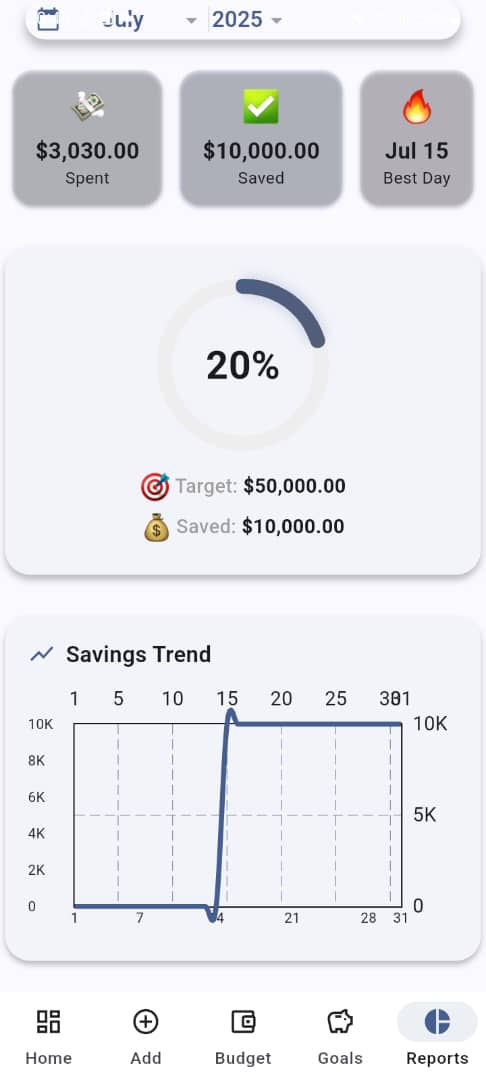 July 2025
$3,030.00 $10,000.00 Jul 15
Spent Saved Best Day
20%
Target: $50,000.00
Saved: $10,000.00
Savings Trend
1 5 10 15 20 25 30 31
10K 10K
8K
6K
5K
4K
2K
0 0
1 7 14 21 28 31
Home Add Budget Goals Reports